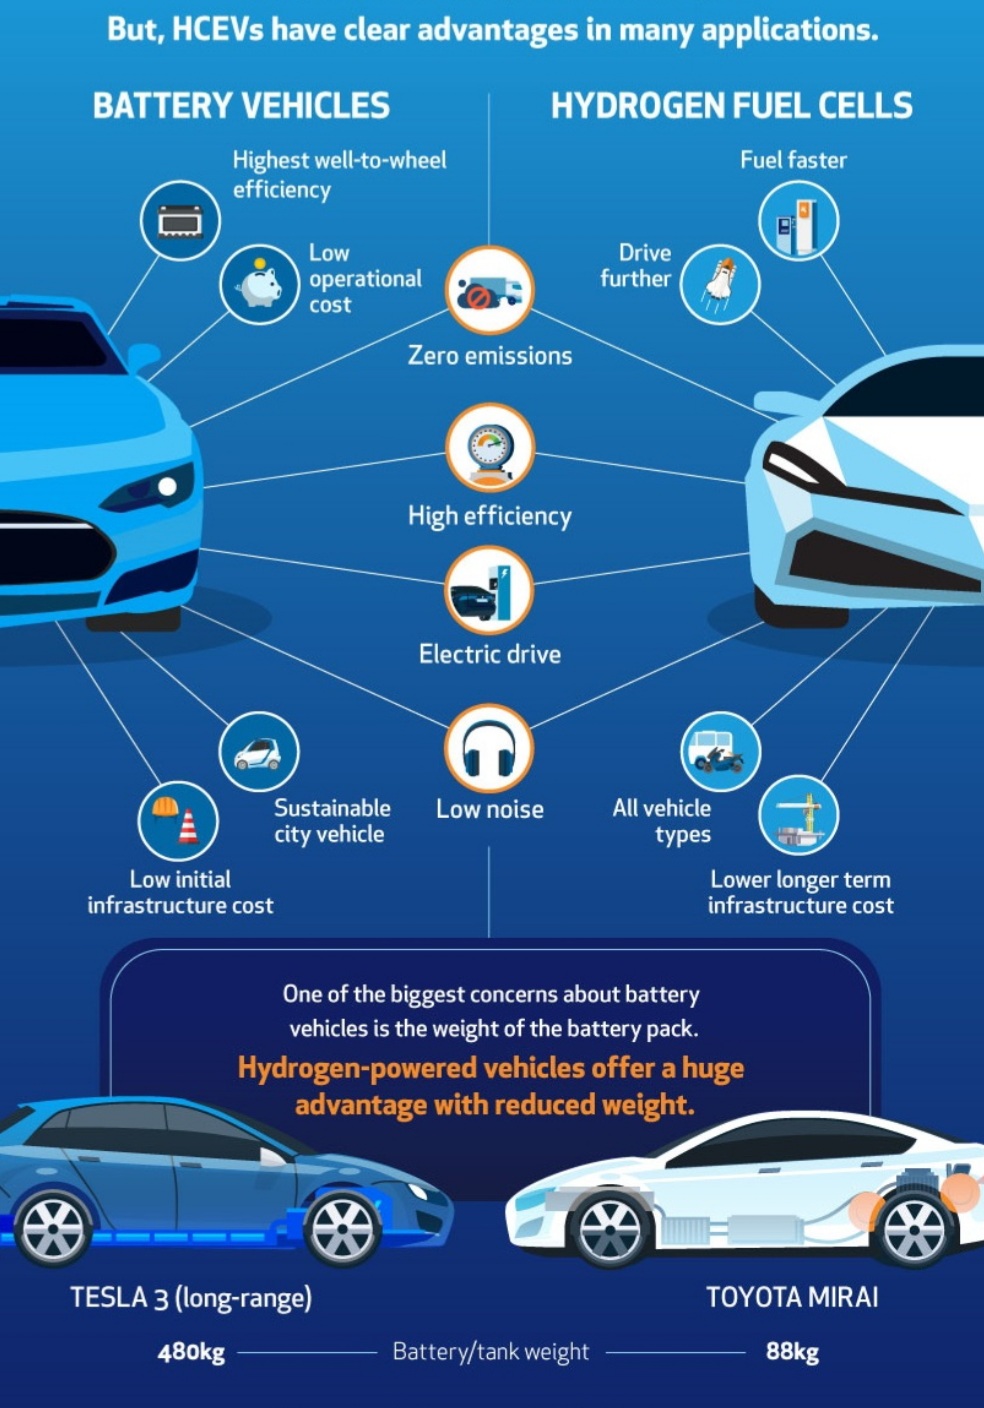 But, HCEVs have clear advantages in many applications.
BATTERY VEHICLES
HYDROGEN FUEL CELLS
Highest well-to-wheel
efficiency
Fuel faster
Low
operational
cost
Drive
further
Zero emissions
High efficiency
Electric drive
Low noise
Sustainable
city vehicle
All vehicle
types
Low initial
infrastructure cost
Lower longer term
infrastructure cost
One of the biggest concerns about battery
vehicles is the weight of the battery pack.
Hydrogen-powered vehicles offer a huge
advantage with reduced weight.
TESLA 3 (long-range)
TOYOTA MIRAI
480kg
Battery/tank weight
88kg